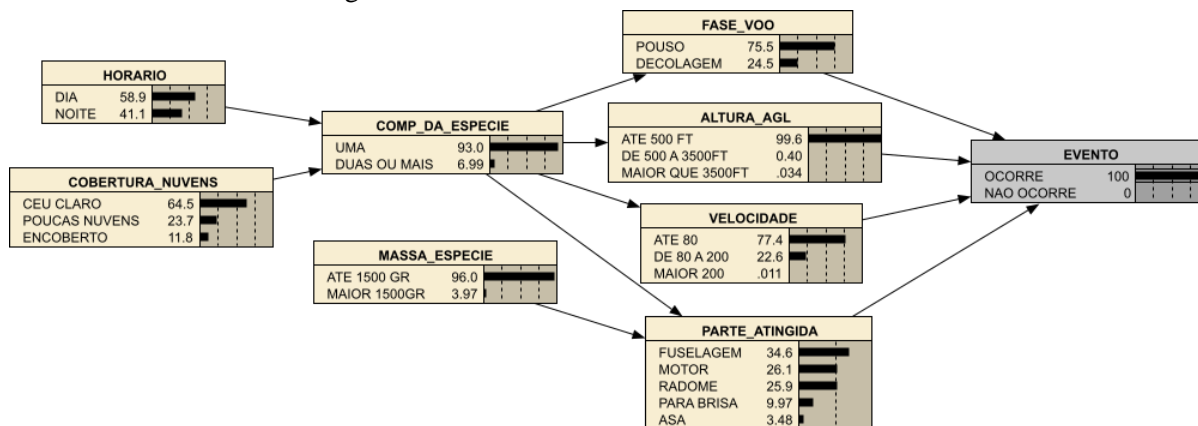 HORARIO
DIA 58.9
NOITE 41.1
COBERTURA_NUVENS
CEU CLARO 64.5
POUCAS NUVENS 23.7
ENCOBERTO 11.8
COMP_DA_ESPECIE
UMA 93.0
DUAS OU MAIS 6.99
MASSA_ESPECIE
ATE 1500 GR 96.0
MAIOR 1500GR 3.97
FASE_VOO
POUSO 75.5
DECOLAGEM 24.5
ALTURA_AGL
ATE 500 FT 99.6
DE 500 A 3500FT 0.40
MAIOR QUE 3500FT .034
VELOCIDADE
ATE 80 77.4
DE 80 A 200 22.6
MAIOR 200 .011
PARTE_ATINGIDA
FUSELAGEM 34.6
MOTOR 26.1
RADOME 25.9
PARA BRISA 9.97
ASA 3.48
EVENTO
OCORRE 100
NAO OCORRE 0